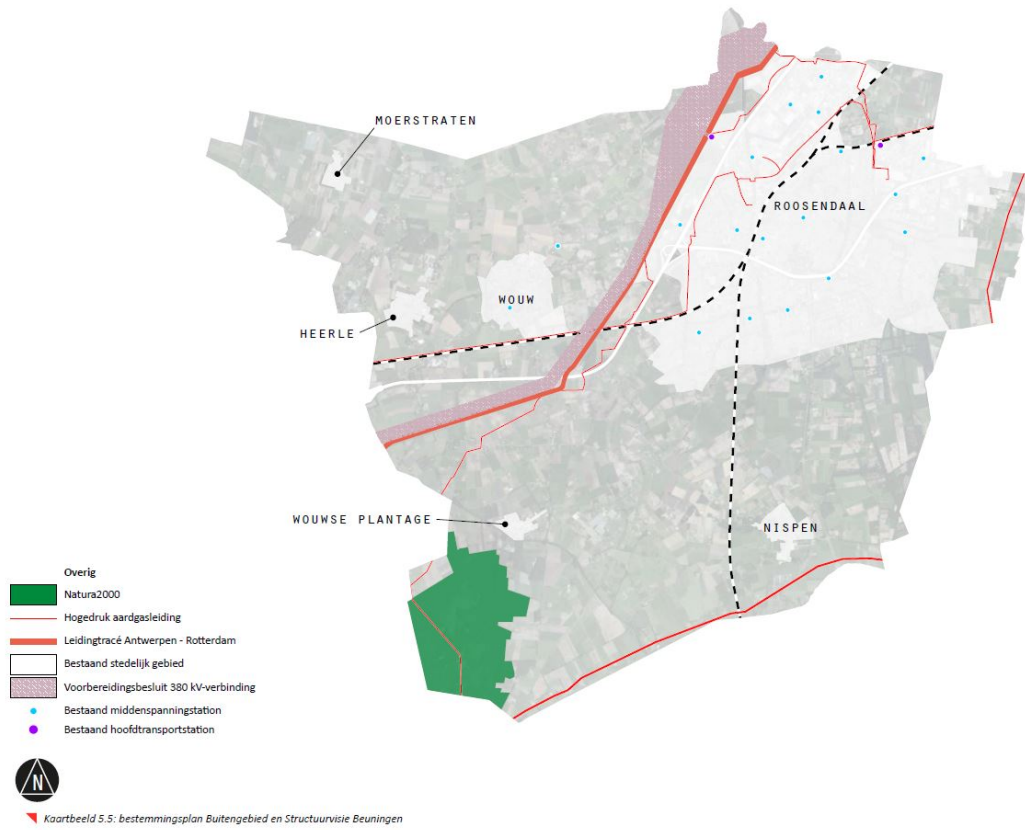 MOERSTRATEN
ROOSENDAAL
WOUW
HEERLE
WOUWSE PLANTAGE
NISPEN
Overig
Natura2000
Hogedruk aardgasleiding
Leidingtracé Antwerpen - Rotterdam
Bestaand stedelijk gebied
Voorbereidingsbesluit 380 kV-verbinding
Bestaand middenspanningstation
Bestaand hoofdtransportstation
N
Kaartbeeld 5.5: bestemmingsplan Buitengebied en Structuurvisie Beuningen